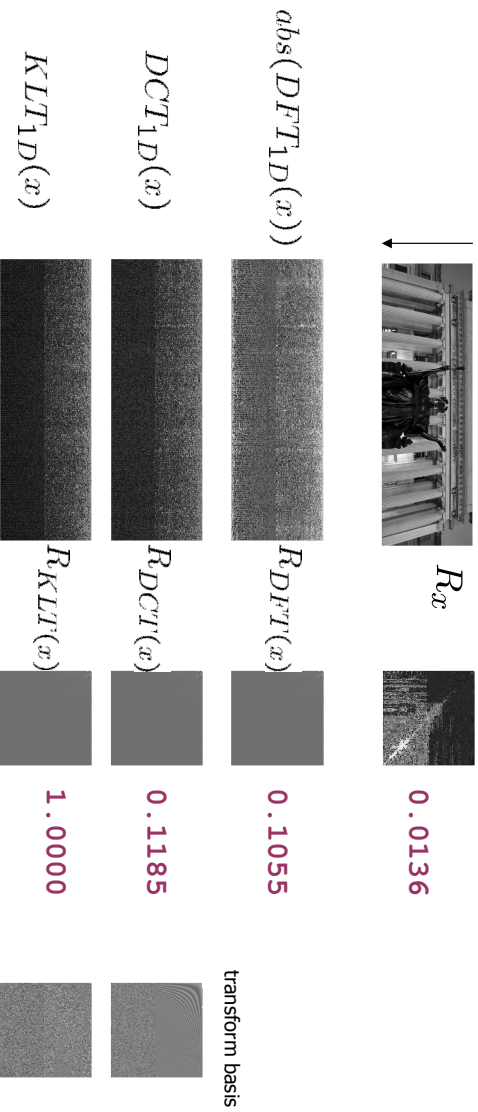 R_x 0.0136
abs(DFT_{1D}(x)) R_{DFT(x)} 0.1055
transform basis
DCT_{1D}(x) R_{DCT(x)} 0.1185
KLT_{1D}(x) R_{KLT(x)} 1.0000